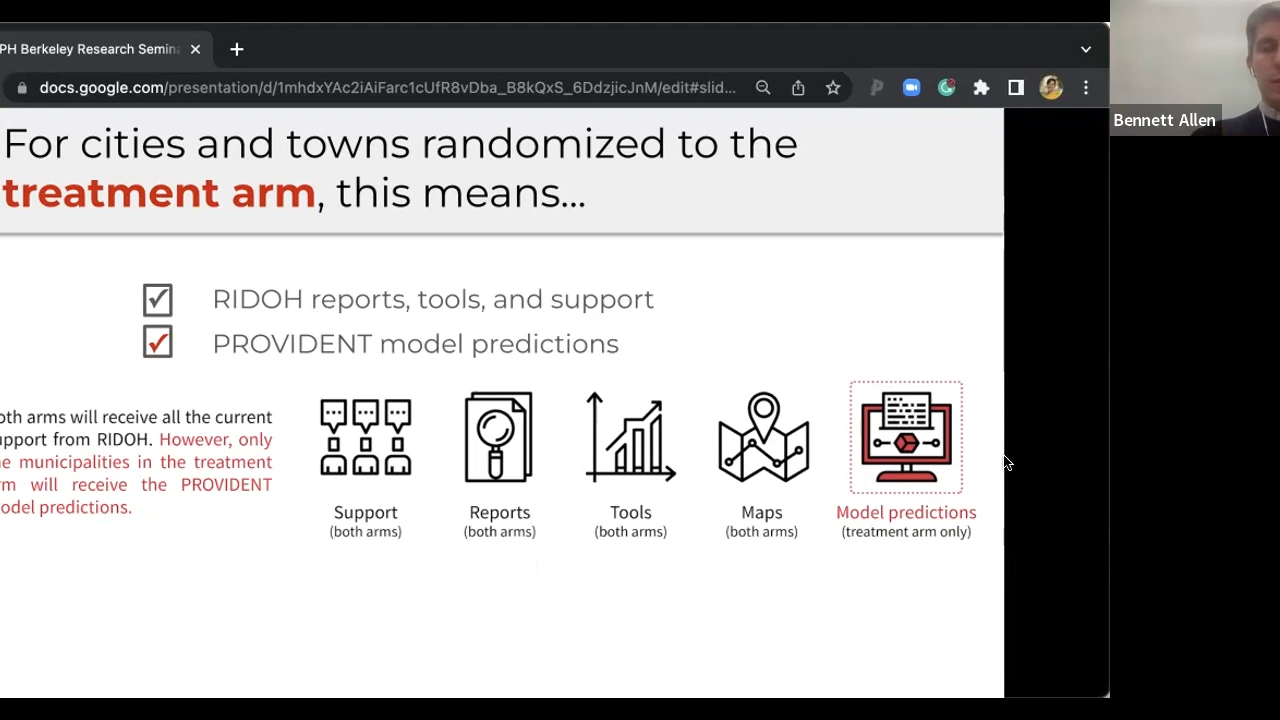 PH Berkeley Research Semina
docs.google.com/presentation/d/1mhdxYAc2iAiFarc1cUfR8vDba_B8kQxS_6DdzjicJnM/edit#slid...
Bennett Allen
For cities and towns randomized to the
treatment arm, this means...
RIDOH reports, tools, and support
PROVIDENT model predictions
oth arms will receive all the current
upport from RIDOH. However, only
he municipalities in the treatment
rm will receive the PROVIDENT
odel predictions.
Support
(both arms)
Reports
(both arms)
Tools
(both arms)
Maps
(both arms)
Model predictions
(treatment arm only)